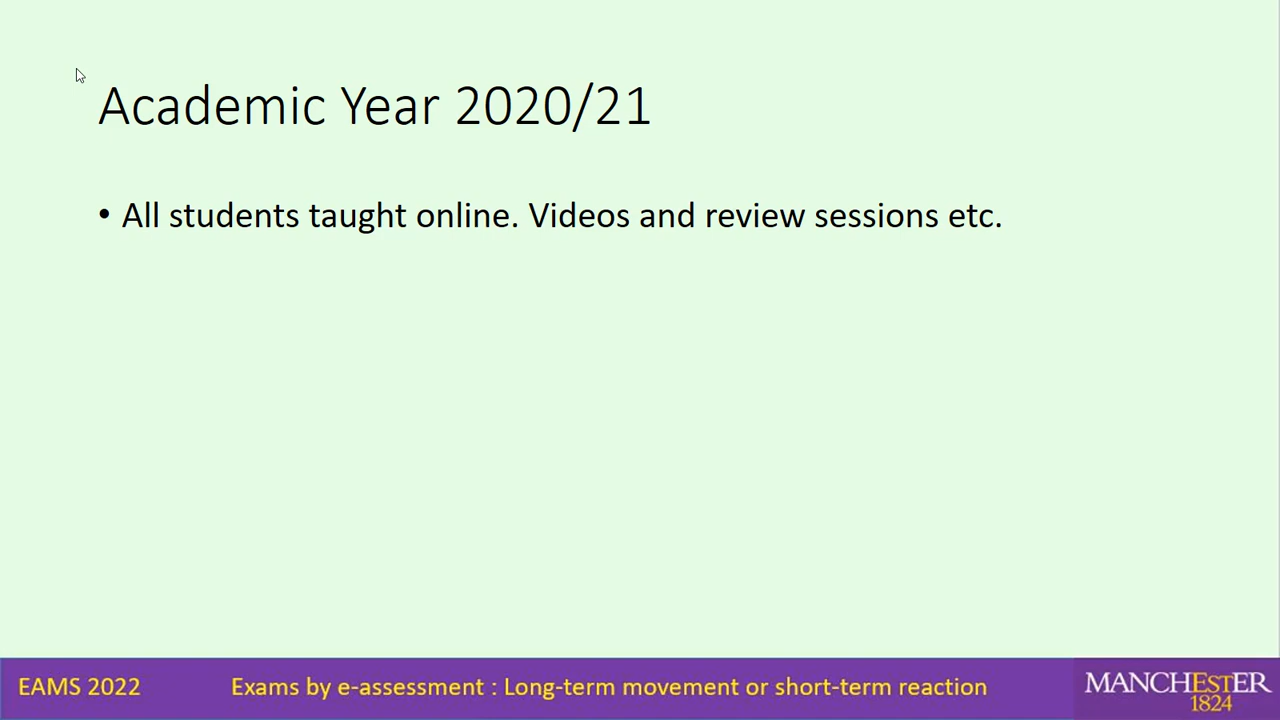 Academic Year 2020/21
• All students taught online. Videos and review sessions etc.
EAMS 2022
Exams by e-assessment : Long-term movement or short-term reaction
MANCHESTER
1824